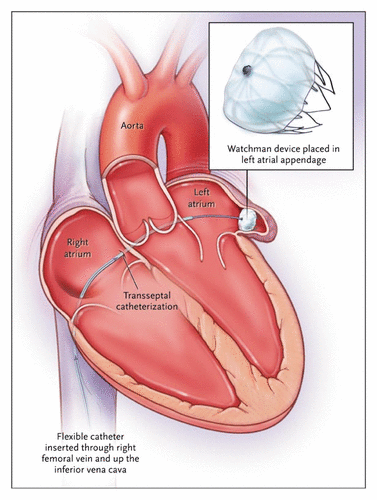 Aorta
Watchman device placed in
left atrial appendage
Left
atrium
Right
atrium
Transseptal
catheterization
Flexible catheter
inserted through right
femoral vein and up the
inferior vena cava